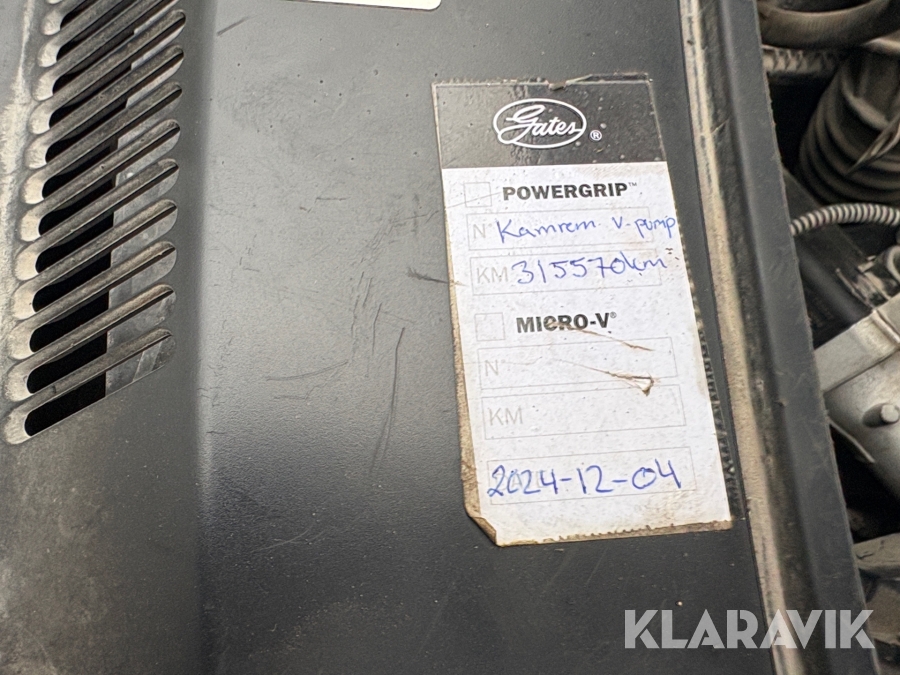 Gates ®
POWERGRIP™
N° Kamrem V-pump
KM 315570km
MICRO-V®
N°
KM
2024-12-04
KLARAVIK